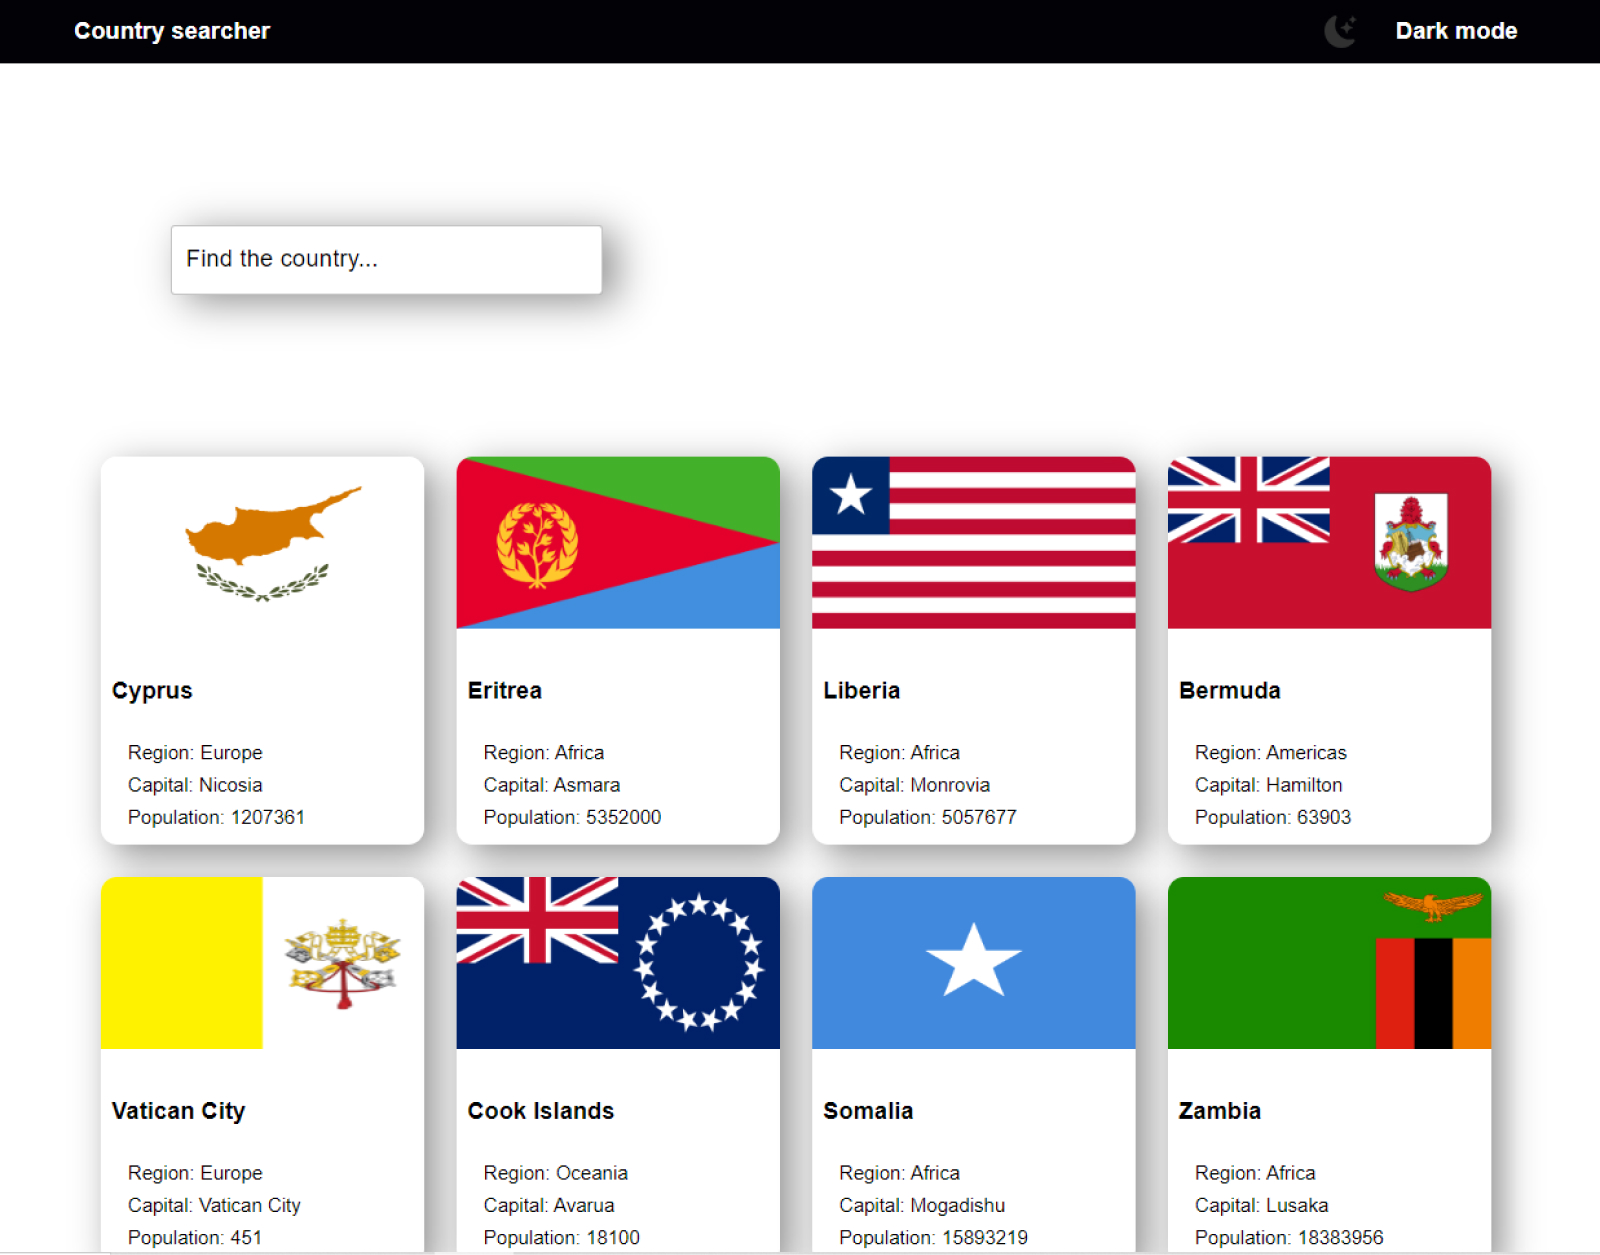 Country searcher
Dark mode
Find the country...
Cyprus
Region: Europe
Capital: Nicosia
Population: 1207361
Eritrea
Region: Africa
Capital: Asmara
Population: 5352000
Liberia
Region: Africa
Capital: Monrovia
Population: 5057677
Bermuda
Region: Americas
Capital: Hamilton
Population: 63903
Vatican City
Region: Europe
Capital: Vatican City
Population: 451
Cook Islands
Region: Oceania
Capital: Avarua
Population: 18100
Somalia
Region: Africa
Capital: Mogadishu
Population: 15893219
Zambia
Region: Africa
Capital: Lusaka
Population: 18383956